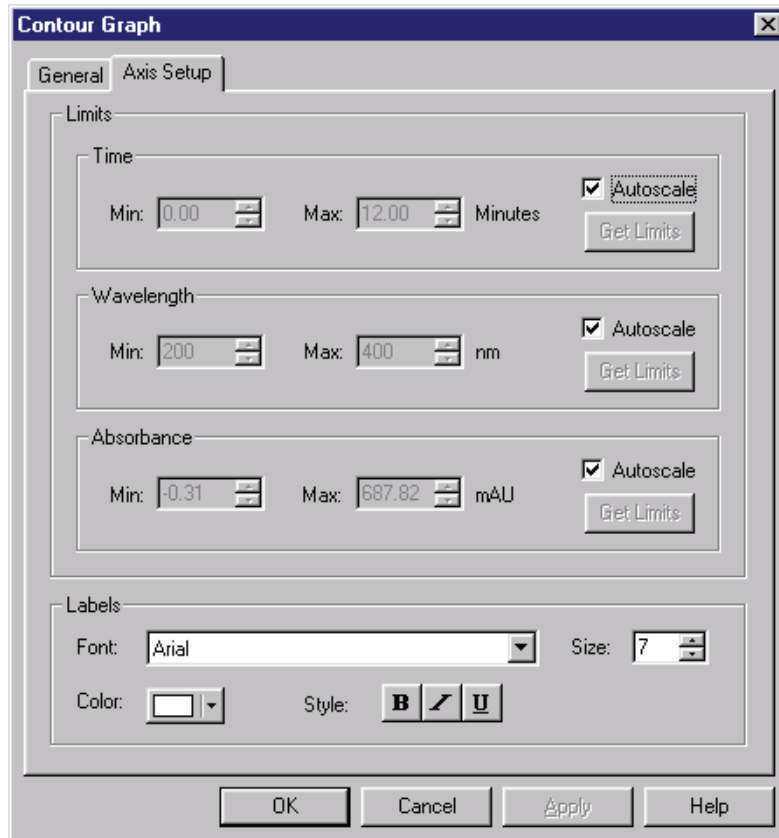 Contour Graph
General Axis Setup
Limits
Time
Min: 0.00 Max: 12.00 Minutes Autoscale
Get Limits
Wavelength
Min: 200 Max: 400 nm Autoscale
Get Limits
Absorbance
Min: -0.31 Max: 687.82 mAU Autoscale
Get Limits
Labels
Font: Arial Size: 7
Color: Style: B I U
OK Cancel Apply Help